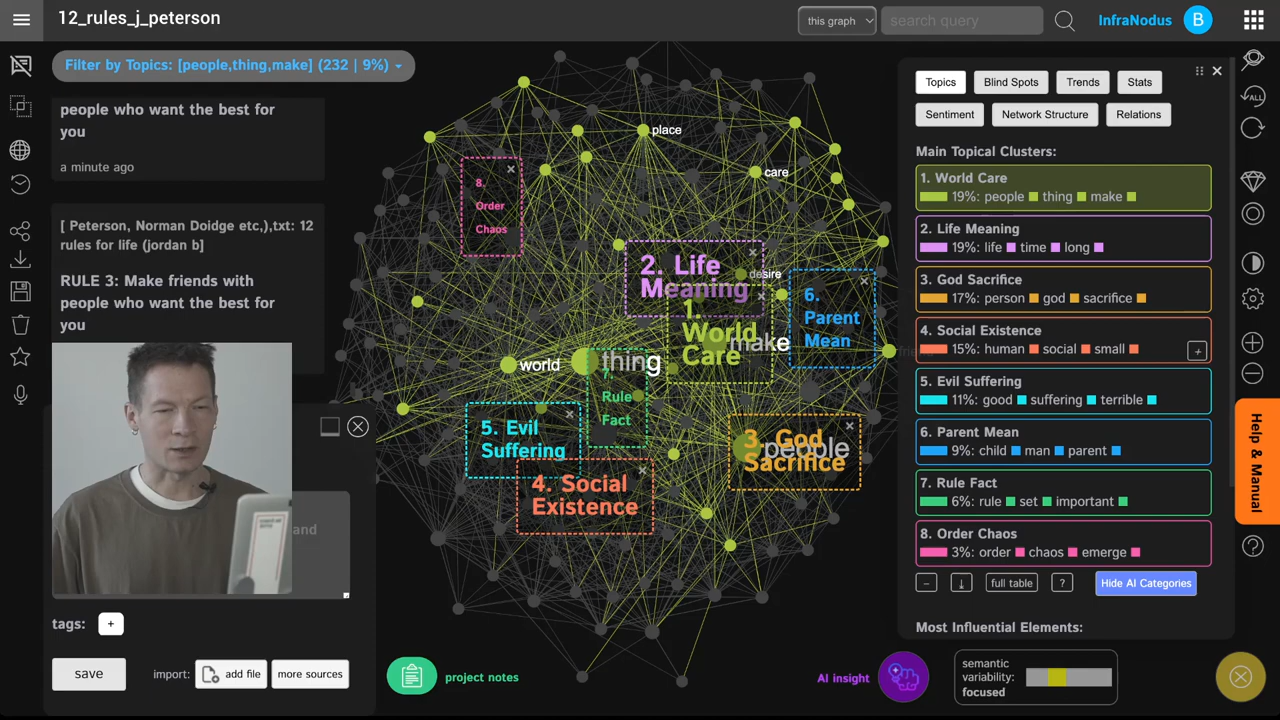 12_rules_j_peterson
this graph
search query
InfraNodus
B
Filter by Topics: [people,thing,make] (232 | 9%)
people who want the best for
you
a minute ago
[ Peterson, Norman Doidge etc,),txt: 12
rules for life (jordan b]
RULE 3: Make friends with
people who want the best for
you
and
tags:
+
save
import:
add file
more sources
place
care
8.
Order
Chaos
2. Life
Meaning
desire
1.
World
Care
make
6.
Parent
Mean
world
thing
7.
Rule
Fact
5. Evil
Suffering
3. God
Sacrifice
people
4. Social
Existence
project notes
AI insight
Topics
Blind Spots
Trends
Stats
Sentiment
Network Structure
Relations
Main Topical Clusters:
1. World Care
19%: people thing make
2. Life Meaning
19%: life time long
3. God Sacrifice
17%: person god sacrifice
4. Social Existence
15%: human social small
+
5. Evil Suffering
11%: good suffering terrible
6. Parent Mean
9%: child man parent
7. Rule Fact
6%: rule set important
8. Order Chaos
3%: order chaos emerge
full table
?
Hide AI Categories
Most Influential Elements:
semantic
variability:
focused
ALL
Help & Manual